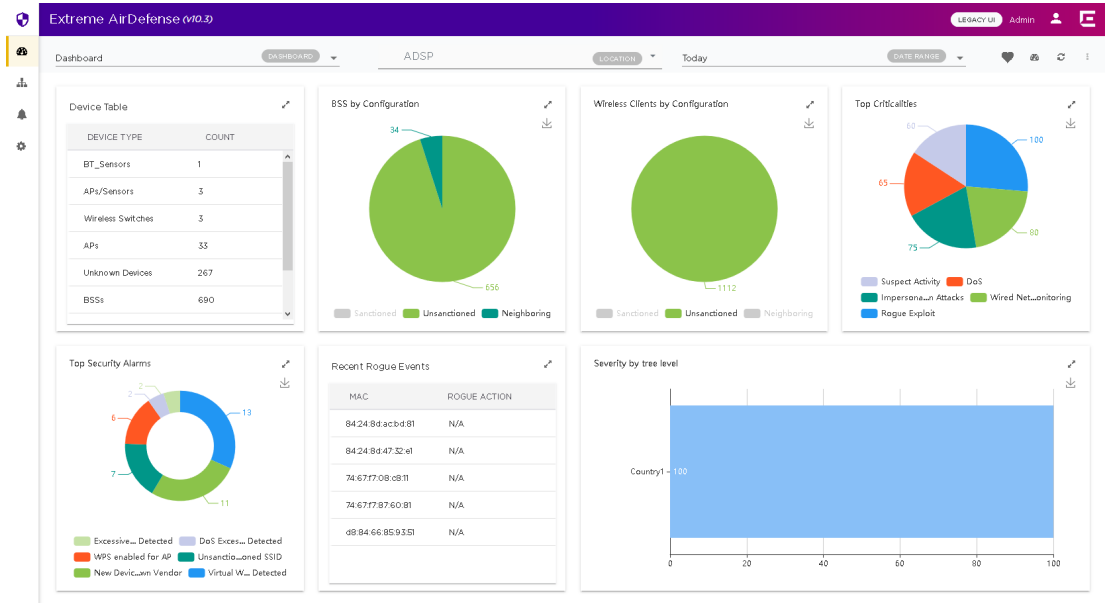 Extreme AirDefense (v10.3)
LEGACY UI
Admin
Dashboard
DASHBOARD
ADSP
LOCATION
Today
DATE RANGE
Device Table
DEVICE TYPE COUNT
BT_Sensors 1
APs/Sensors 3
Wireless Switches 3
APs 33
Unknown Devices 267
BSSs 690
BSS by Configuration
34
656
Sanctioned Unsanctioned Neighboring
Wireless Clients by Configuration
1112
Sanctioned Unsanctioned Neighboring
Top Criticalities
60
100
65
80
75
Suspect Activity DoS
Impersona...n Attacks Wired Net...onitoring
Rogue Exploit
Top Security Alarms
2
2
13
6
7
11
Excessive... Detected DoS Exces... Detected
WPS enabled for AP Unsanctio...oned SSID
New Devic...wn Vendor Virtual W... Detected
Recent Rogue Events
MAC ROGUE ACTION
84:24:8d:ac:bd:81 N/A
84:24:8d:47:32:e1 N/A
74:67:f7:08:c8:11 N/A
74:67:f7:87:60:81 N/A
d8:84:66:85:93:51 N/A
Severity by tree level
Country1 100
0 20 40 60 80 100